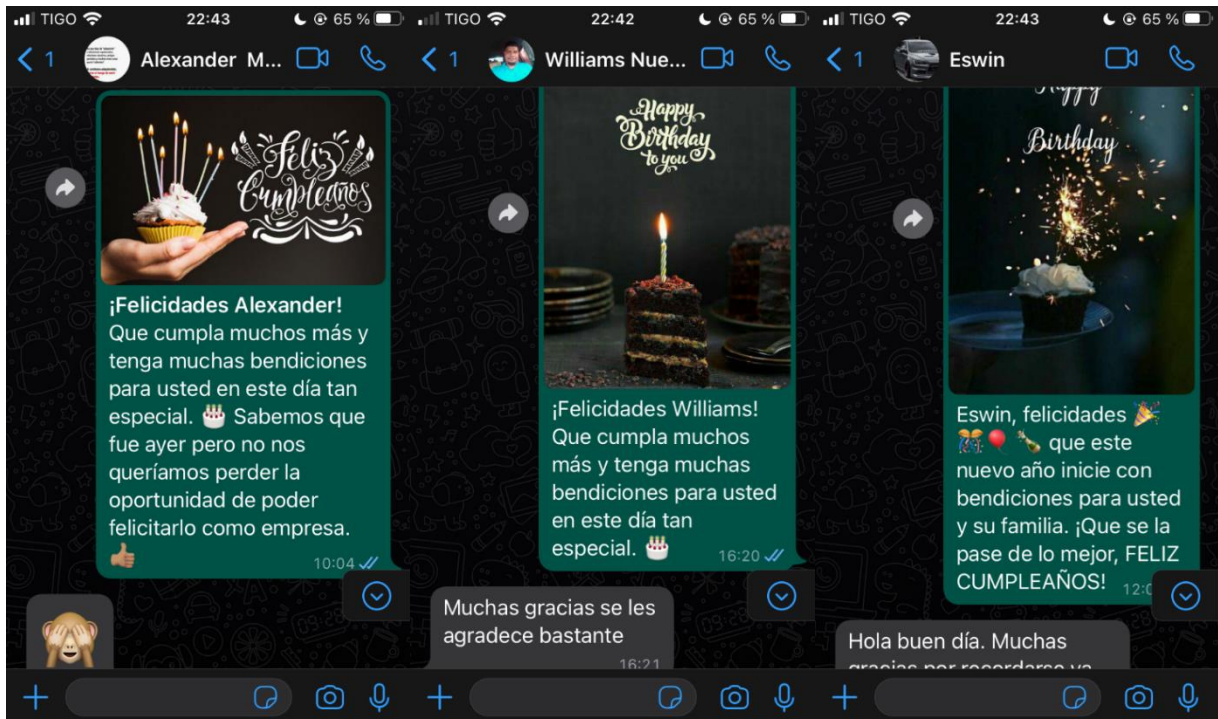 TIGO 22:43 65 %
1 Alexander M...
Feliz
Cumpleaños
¡Felicidades Alexander!
Que cumpla muchos más y
tenga muchas bendiciones
para usted en este día tan
especial. 🎂 Sabemos que
fue ayer pero no nos
queríamos perder la
oportunidad de poder
felicitarlo como empresa.
👍🏽 10:04
🙈
TIGO 22:42 65 %
1 Williams Nue...
Happy
Birthday
to you
¡Felicidades Williams!
Que cumpla muchos
más y tenga muchas
bendiciones para usted
en este día tan
especial. 🎂 16:20
Muchas gracias se les
agradece bastante
16:21
TIGO 22:43 65 %
1 Eswin
Happy
Birthday
Eswin, felicidades 🎉
🎊🎈 🍾 que este
nuevo año inicie con
bendiciones para usted
y su familia. ¡Que se la
pase de lo mejor, FELIZ
CUMPLEAÑOS!
Hola buen día. Muchas
gracias por recordarse ya